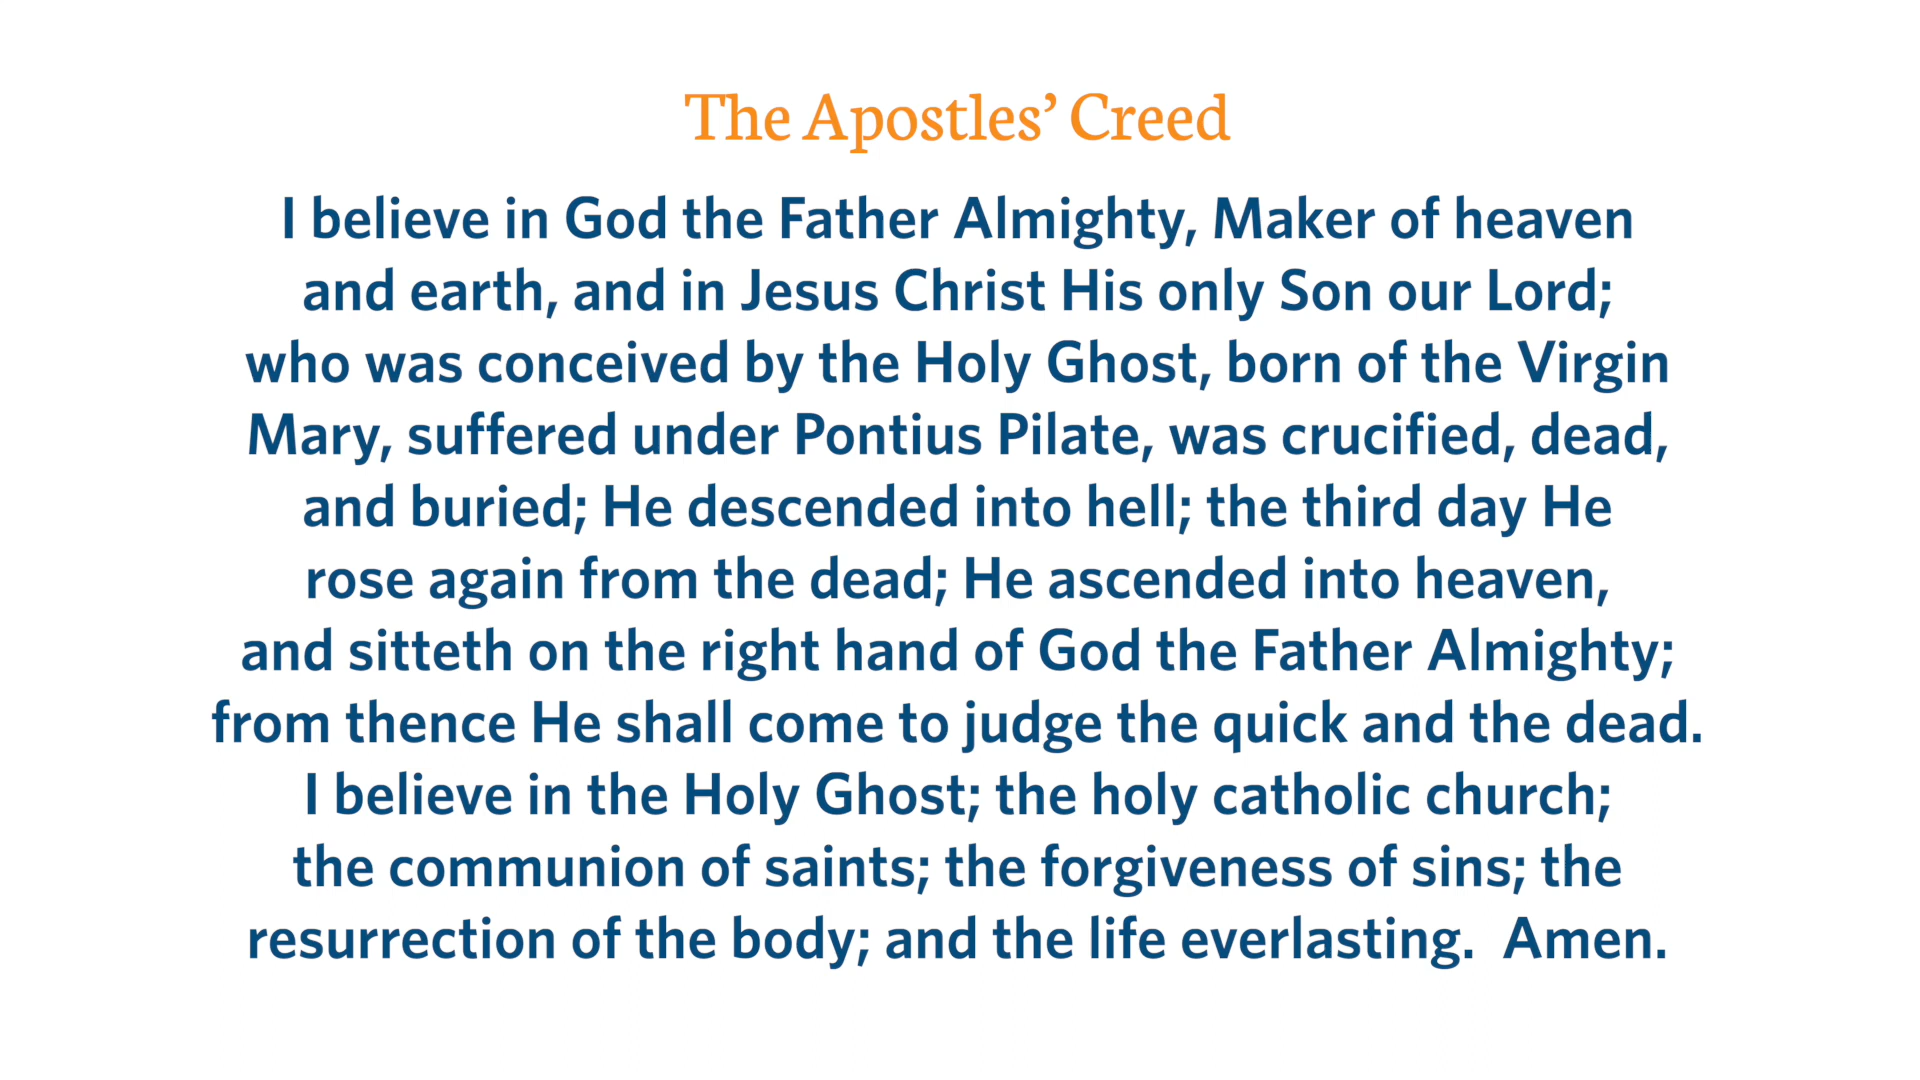 The Apostles’ Creed
I believe in God the Father Almighty, Maker of heaven
and earth, and in Jesus Christ His only Son our Lord;
who was conceived by the Holy Ghost, born of the Virgin
Mary, suffered under Pontius Pilate, was crucified, dead,
and buried; He descended into hell; the third day He
rose again from the dead; He ascended into heaven,
and sitteth on the right hand of God the Father Almighty;
from thence He shall come to judge the quick and the dead.
I believe in the Holy Ghost; the holy catholic church;
the communion of saints; the forgiveness of sins; the
resurrection of the body; and the life everlasting.  Amen.